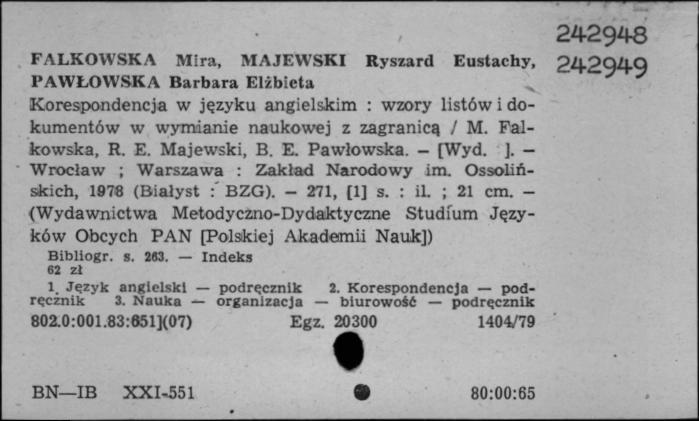 242948
FALKOWSKA Mira, MAJEWSKI Ryszard Eustachy,
242949
PAWŁOWSKA Barbara Elżbieta
Korespondencja w języku angielskim : wzory listów i do-
kumentów w wymianie naukowej z zagranicą / M. Fal-
kowska, R. E. Majewski, B. E. Pawłowska. — [Wyd. ]. —
Wrocław ; Warszawa : Zakład Narodowy im. Ossoliń-
skich, 1978 (Białyst : BZG). — 271, [1] s. : il. ; 21 cm. —
(Wydawnictwa Metodyczno-Dydaktyczne Studium Języ-
ków Obcych PAN [Polskiej Akademii Nauk])
Bibliogr. s. 263. — Indeks
62 zł
1. Język angielski — podręcznik 2. Korespondencja — pod-
ręcznik 3. Nauka — organizacja — biurowość — podręcznik
802.0:001.83:651](07) Egz. 20300 1404/79
BN—IB XXI-551 80:00:65